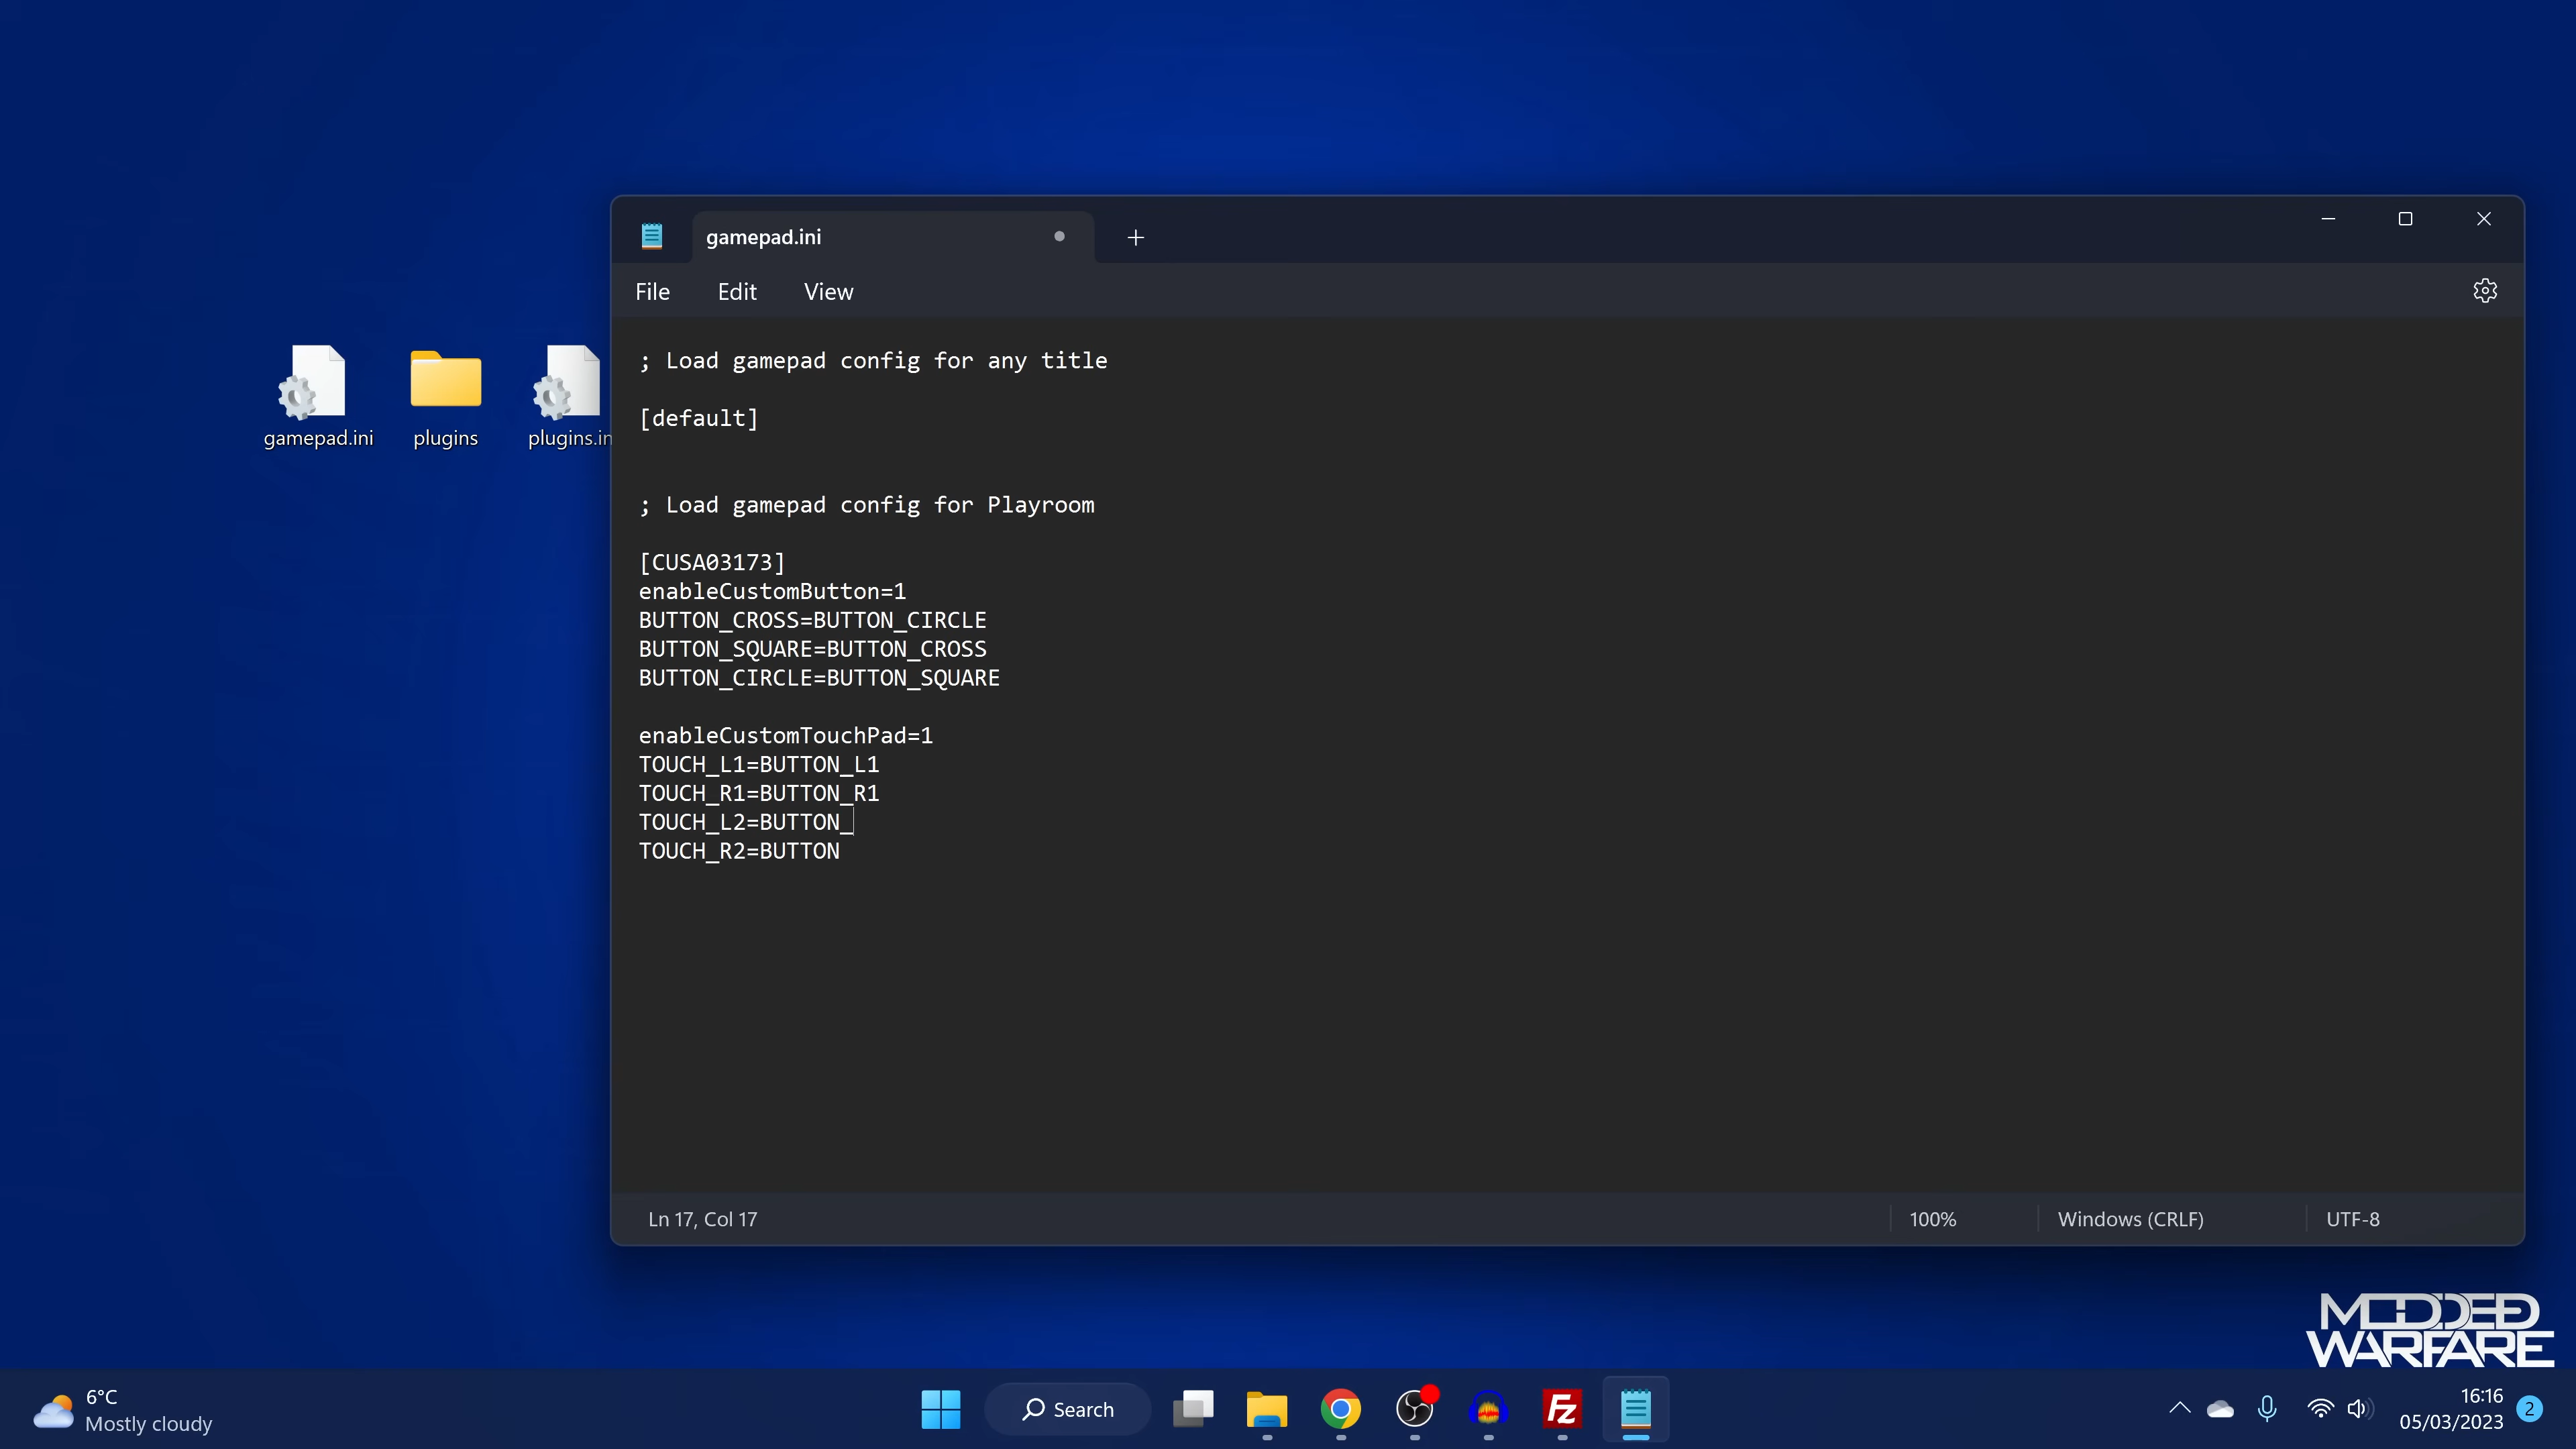 gamepad.ini
File Edit View
; Load gamepad config for any title
[default]
; Load gamepad config for Playroom
[CUSA03173]
enableCustomButton=1
BUTTON_CROSS=BUTTON_CIRCLE
BUTTON_SQUARE=BUTTON_CROSS
BUTTON_CIRCLE=BUTTON_SQUARE
enableCustomTouchPad=1
TOUCH_L1=BUTTON_L1
TOUCH_R1=BUTTON_R1
TOUCH_L2=BUTTON_
TOUCH_R2=BUTTON
Ln 17, Col 17 100% Windows (CRLF) UTF-8
gamepad.ini plugins plugins.in
MODDED
WARFARE
6°C
Mostly cloudy
Search
Fz
16:16
05/03/2023
2